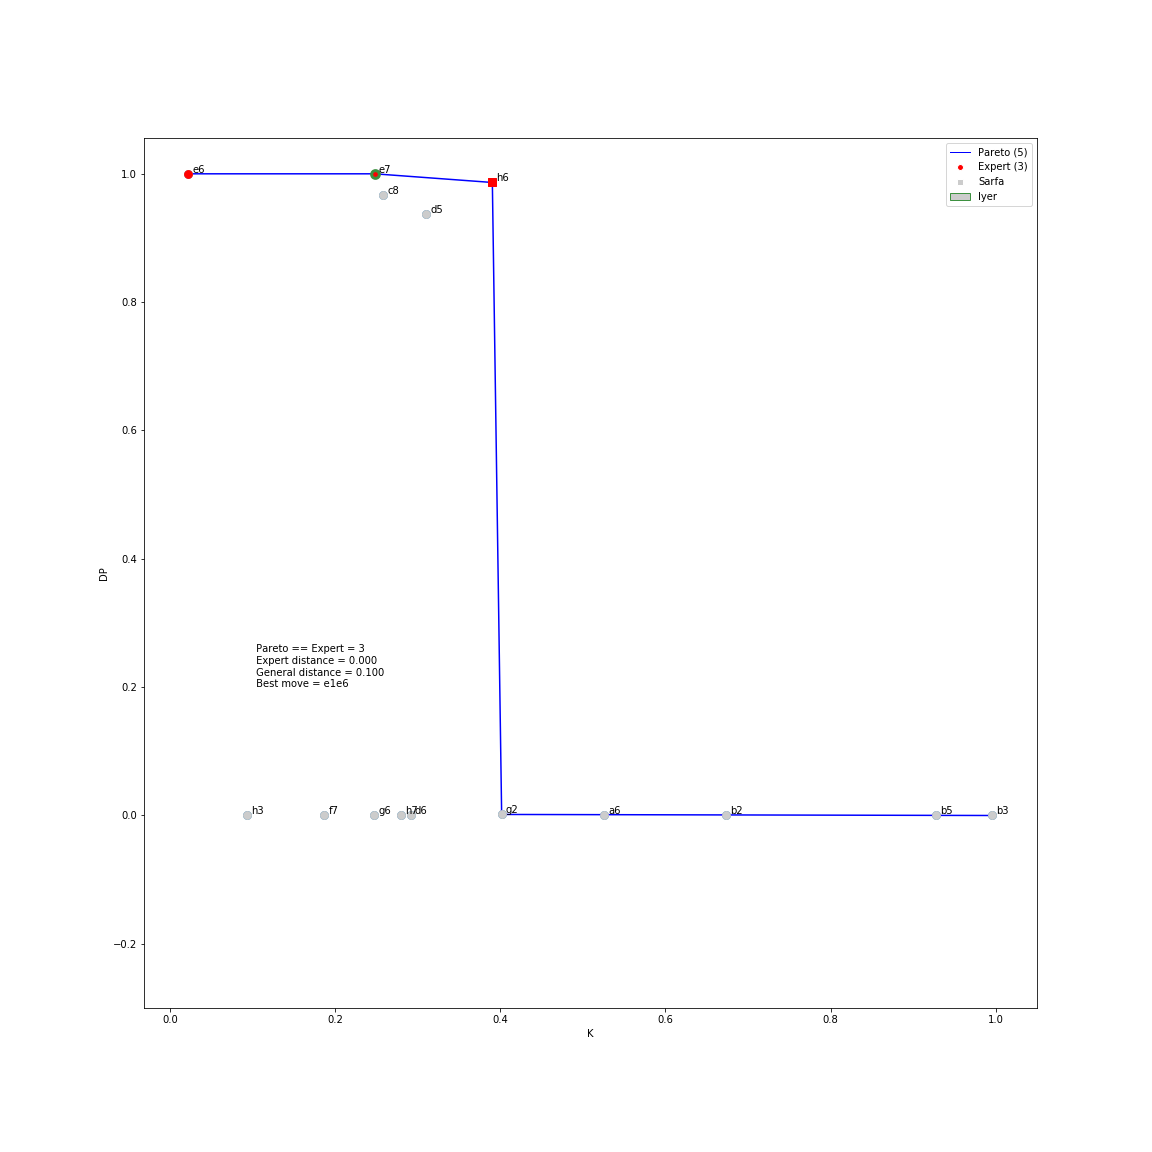 Pareto (5)
Expert (3)
Sarfa
Iyer
1.0
0.8
0.6
0.4
0.2
0.0
−0.2
DP
e6
e7
h6
c8
d5
Pareto == Expert = 3
Expert distance = 0.000
General distance = 0.100
Best move = e1e6
h3
f7
g6
h7
d6
g2
a6
b2
b5
b3
0.0
0.2
0.4
0.6
0.8
1.0
K